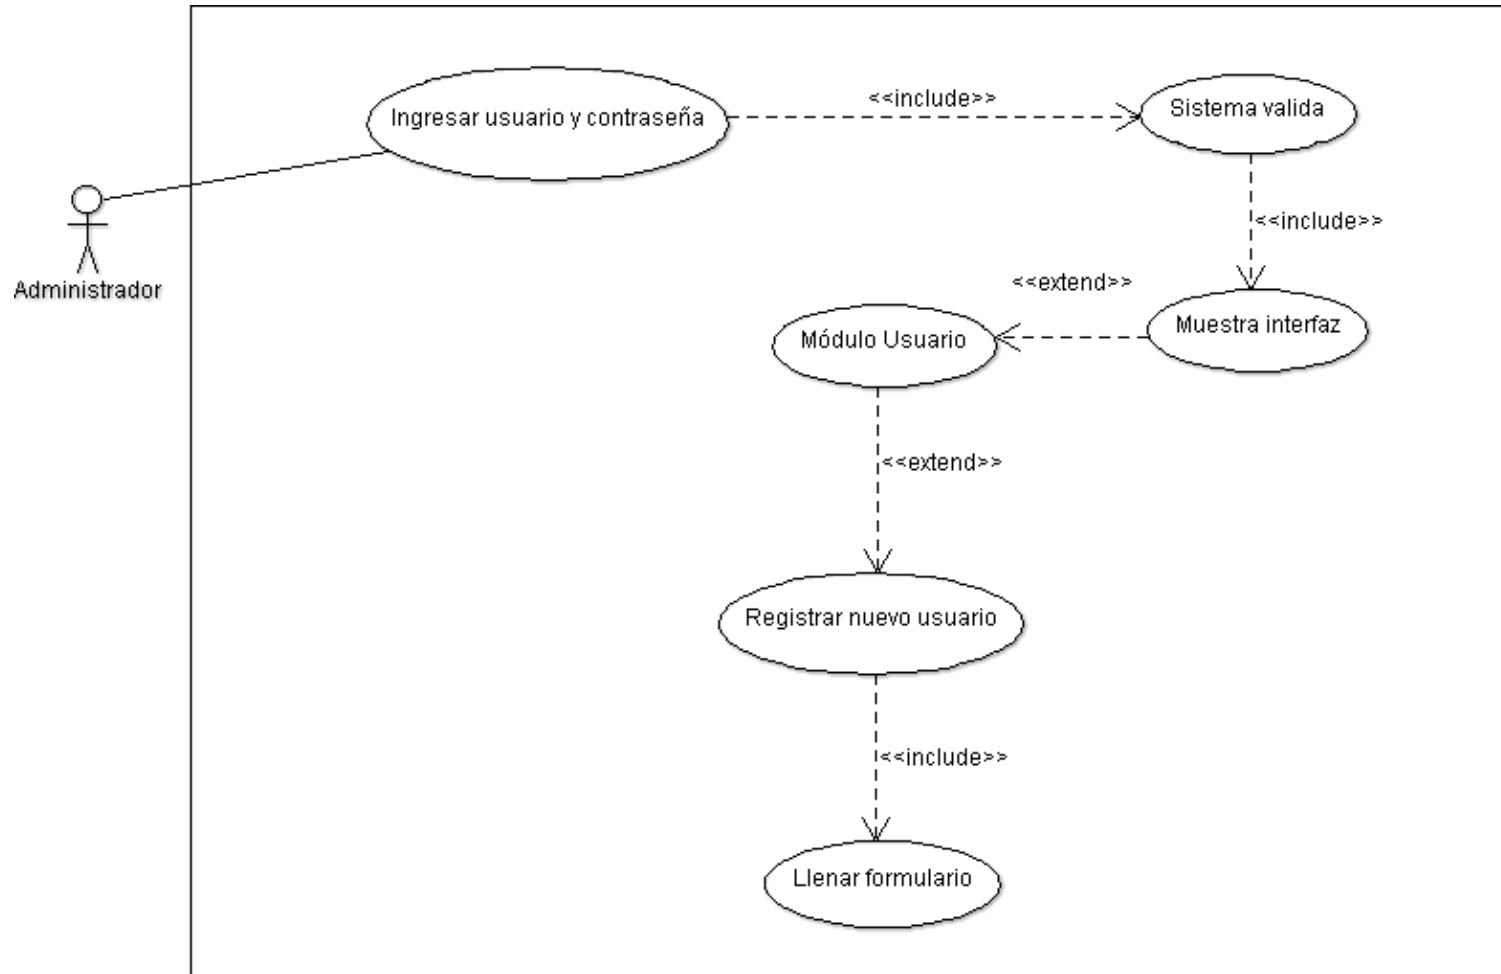 Ingresar usuario y contraseña
<<include>>
Sistema valida
<<include>>
Administrador
<<extend>>
Muestra interfaz
Módulo Usuario
<<extend>>
Registrar nuevo usuario
<<include>>
Llenar formulario